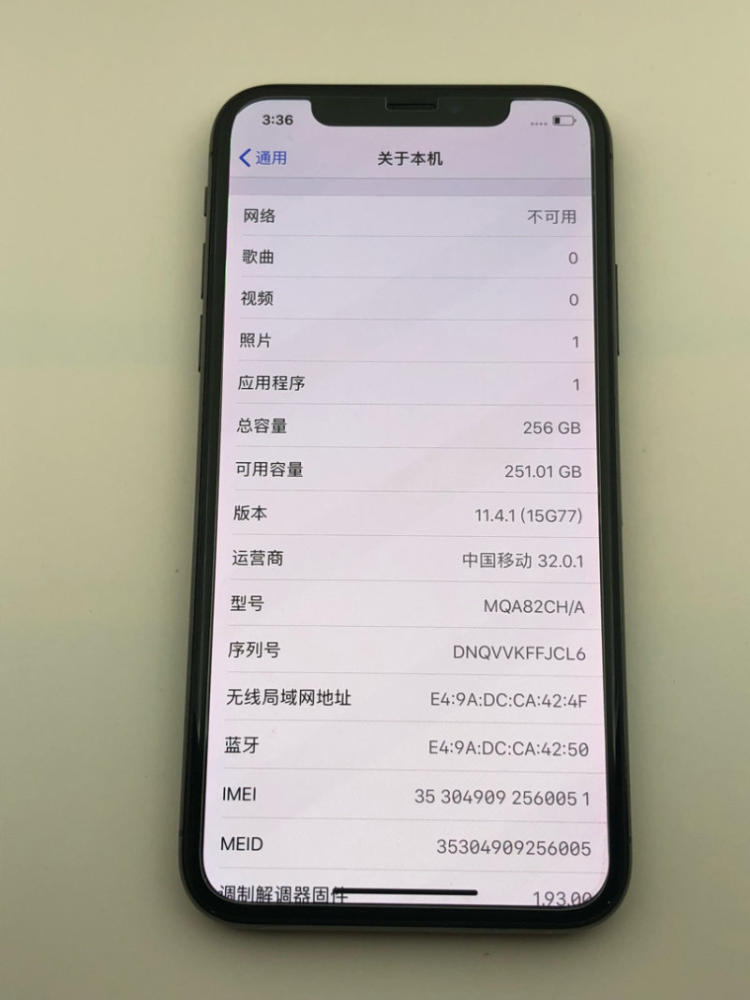 3:36
通用 关于本机
网络 不可用
歌曲 0
视频 0
照片 1
应用程序 1
总容量 256 GB
可用容量 251.01 GB
版本 11.4.1 (15G77)
运营商 中国移动 32.0.1
型号 MQA82CH/A
序列号 DNQVVKFFJCL6
无线局域网地址 E4:9A:DC:CA:42:4F
蓝牙 E4:9A:DC:CA:42:50
IMEI 35 304909 256005 1
MEID 35304909256005
调制解调器固件 1.93.00